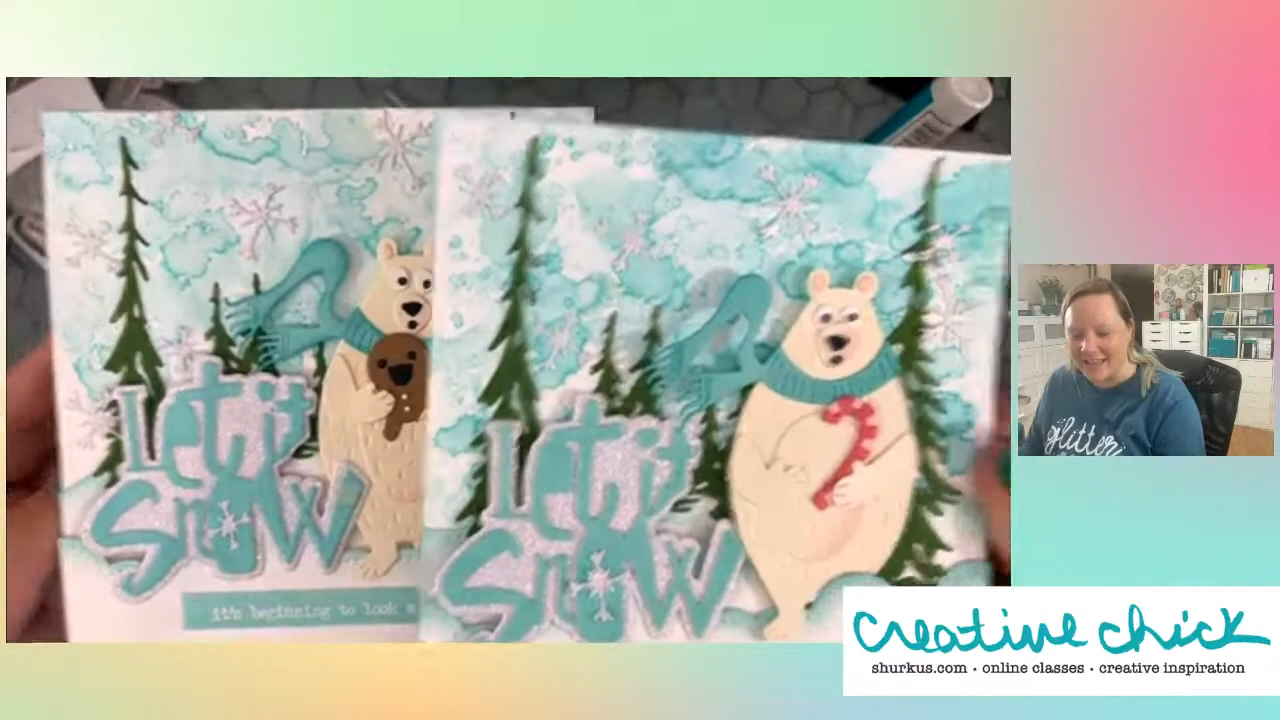 Let it
Snow
it's beginning to look
Let it
Snow
glitter
creative chick
shurkus.com • online classes • creative inspiration